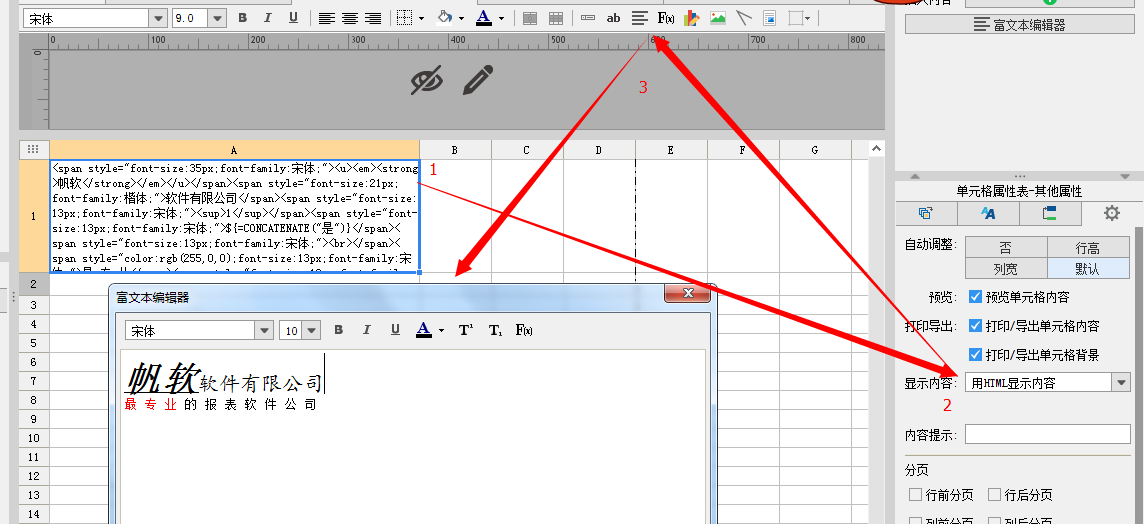 宋体 9.0 B I U A ab F(x)
富文本编辑器
0 100 200 300 400 500 600 700 800
0
3
A B C D E F G
1
<span style="font-size:35px;font-family:宋体;"><u><em><strong
>帆软</strong></em></u></span><span style="font-size:21px;
font-family:楷体;">软件有限公司</span><span style="font-size:
13px;font-family:宋体;"><sup>1</sup></span><span style="font-
size:13px;font-family:宋体;">${=CONCATENATE("是")}</span><
span style="font-size:13px;font-family:宋体;"><br></span><
span style="color:rgb(255,0,0);font-size:13px;font-family:宋
1
2
3
4
5
6
7
8
9
10
11
12
13
14
富文本编辑器
宋体 10 B I U A T¹ T₁ F(x)
帆软软件有限公司
最专业的报表软件公司
单元格属性表-其他属性
自动调整: 否 行高
列宽 默认
预览: 预览单元格内容
打印导出: 打印/导出单元格内容
打印/导出单元格背景
显示内容: 用HTML显示内容
2
内容提示:
分页
行前分页 行后分页
列前分页 列后分页